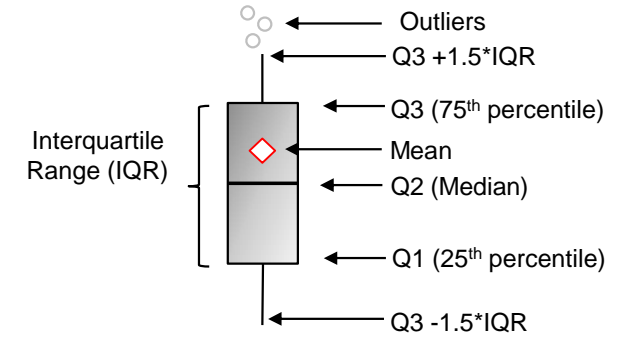 Outliers
Q3 +1.5*IQR
Q3 (75th percentile)
Interquartile
Range (IQR)
Mean
Q2 (Median)
Q1 (25th percentile)
Q3 -1.5*IQR